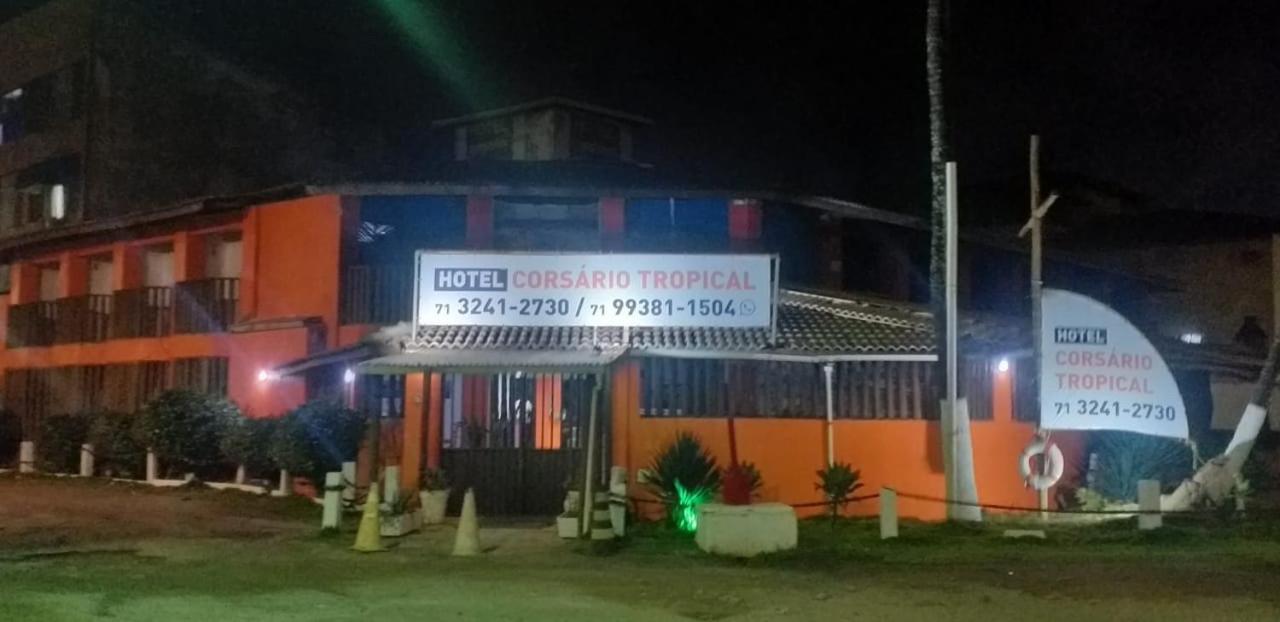 HOTEL CORSÁRIO TROPICAL
71 3241-2730 / 71 99381-1504
HOTEL
CORSÁRIO
TROPICAL
71 3241-2730